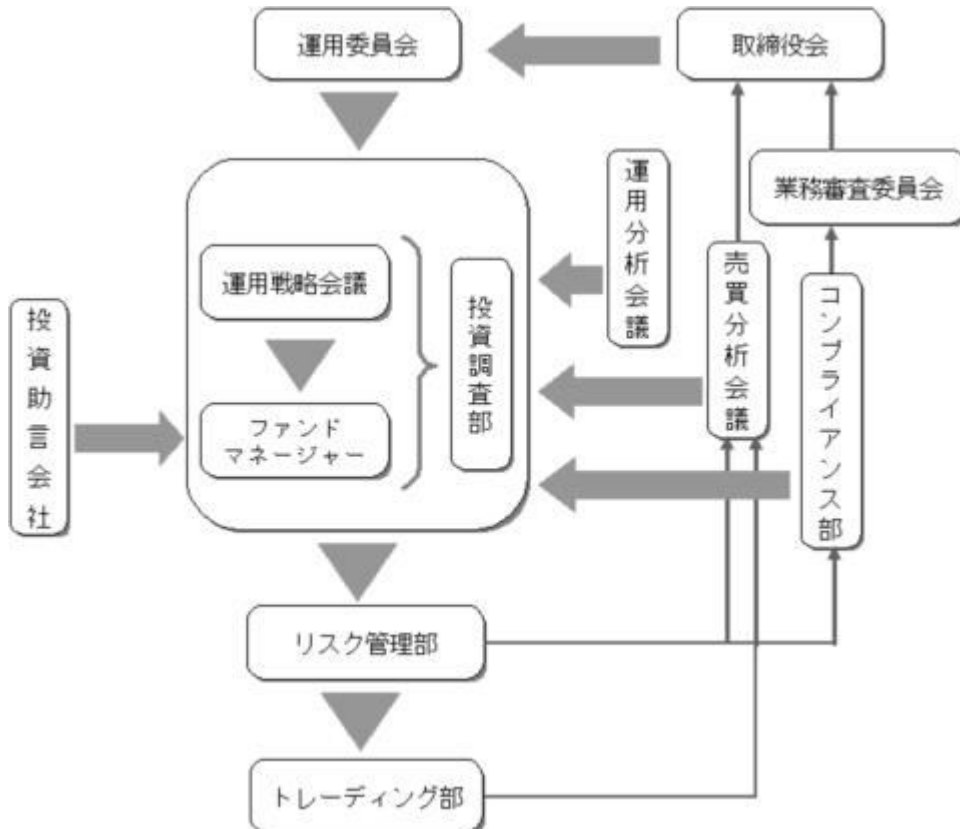 運用委員会
取締役会
業務審査委員会
運用分析会議
売買分析会議
コンプライアンス部
運用戦略会議
投資調査部
ファンド
マネージャー
投資助言会社
リスク管理部
トレーディング部